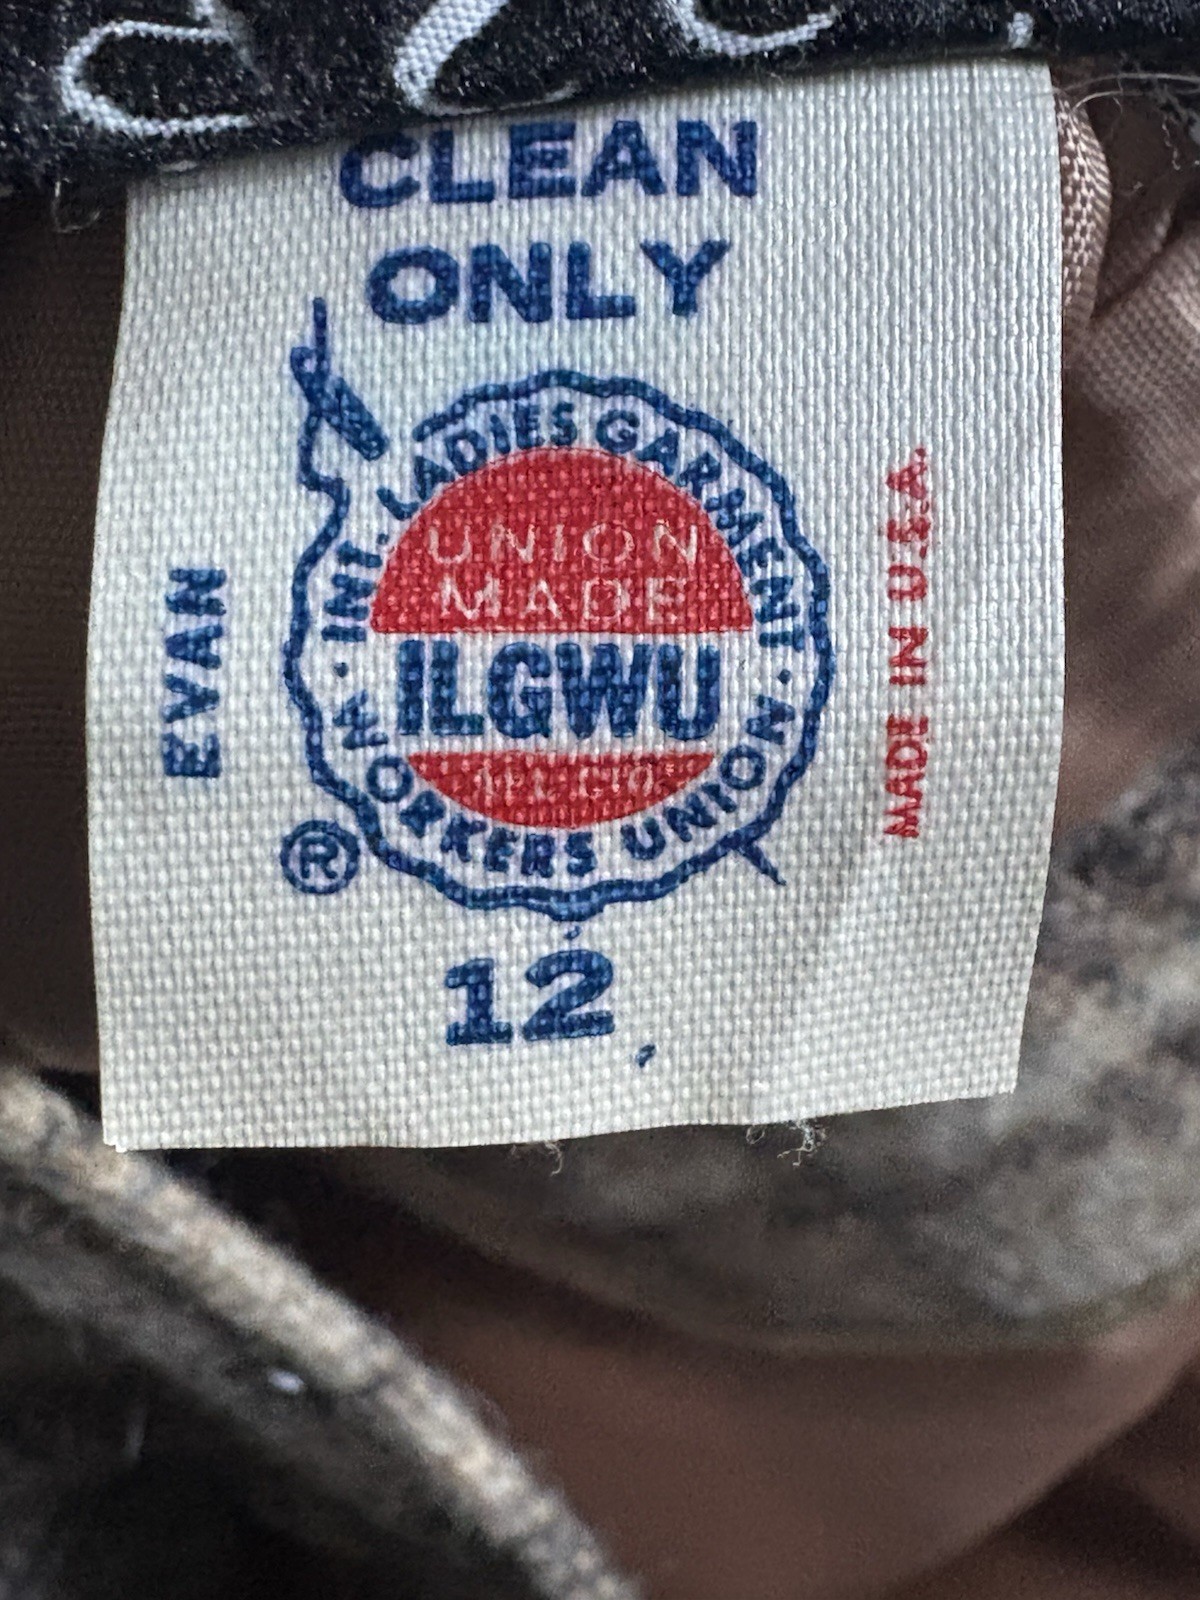 CLEAN
ONLY
INT. LADIES GARMENT
· WORKERS UNION ·
UNION
MADE
ILGWU
AFL CIO
®
EVAN
MADE IN U.S.A.
12